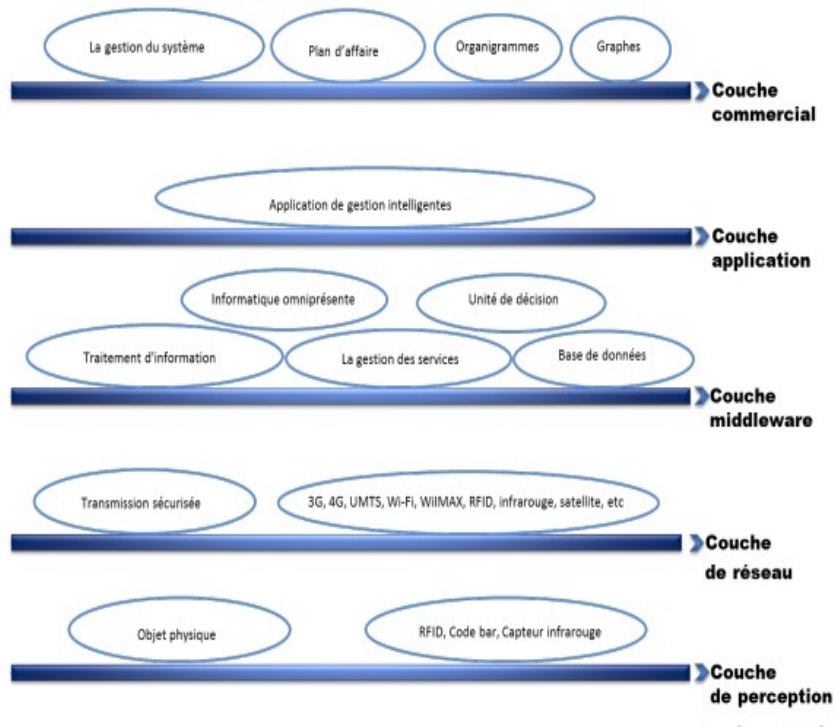 La gestion du système
Plan d'affaire
Organigrammes
Graphes
Couche
commercial
Application de gestion intelligentes
Couche
application
Informatique omniprésente
Unité de décision
Traitement d'information
La gestion des services
Base de données
Couche
middleware
Transmission sécurisée
3G, 4G, UMTS, Wi-Fi, WiIMAX, RFID, infrarouge, satellite, etc
Couche
de réseau
Objet physique
RFID, Code bar, Capteur infrarouge
Couche
de perception